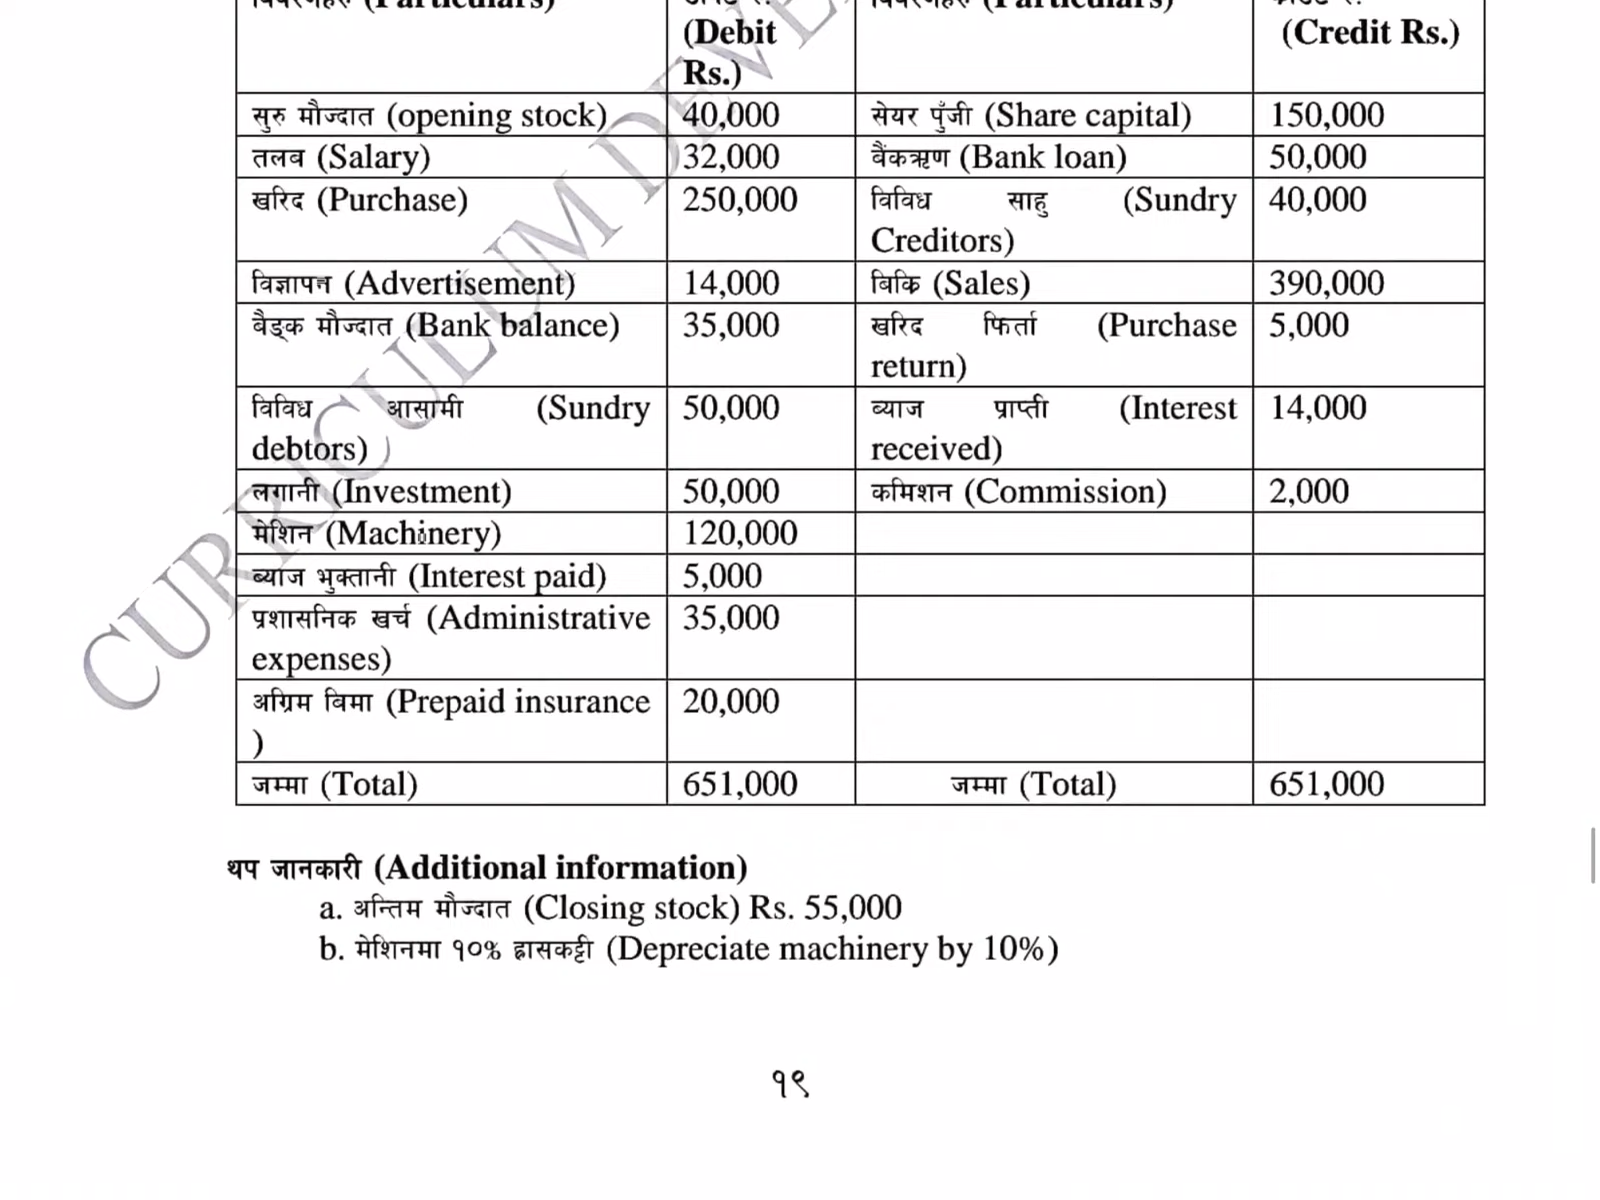 (Particulars) (Debit Rs.) (Particulars) (Credit Rs.)
सुरु मौज्दात (opening stock) 40,000 सेयर पुँजी (Share capital) 150,000
तलब (Salary) 32,000 बैंकऋण (Bank loan) 50,000
खरिद (Purchase) 250,000 विविध साहु (Sundry Creditors) 40,000
विज्ञापन (Advertisement) 14,000 बिक्रि (Sales) 390,000
बैङ्क मौज्दात (Bank balance) 35,000 खरिद फिर्ता (Purchase return) 5,000
विविध आसामी (Sundry debtors) 50,000 ब्याज प्राप्ती (Interest received) 14,000
लगानी (Investment) 50,000 कमिशन (Commission) 2,000
मेशिन (Machinery) 120,000
ब्याज भुक्तानी (Interest paid) 5,000
प्रशासनिक खर्च (Administrative expenses) 35,000
अग्रिम विमा (Prepaid insurance ) 20,000
जम्मा (Total) 651,000 जम्मा (Total) 651,000
थप जानकारी (Additional information)
a. अन्तिम मौज्दात (Closing stock) Rs. 55,000
b. मेशिनमा १०% ह्रासकट्टी (Depreciate machinery by 10%)
१९
CURRICULUM DEVE